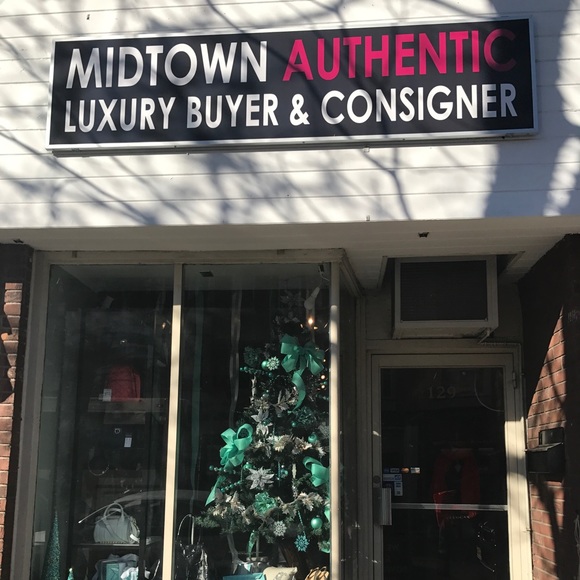 MIDTOWN AUTHENTIC
LUXURY BUYER & CONSIGNER
129